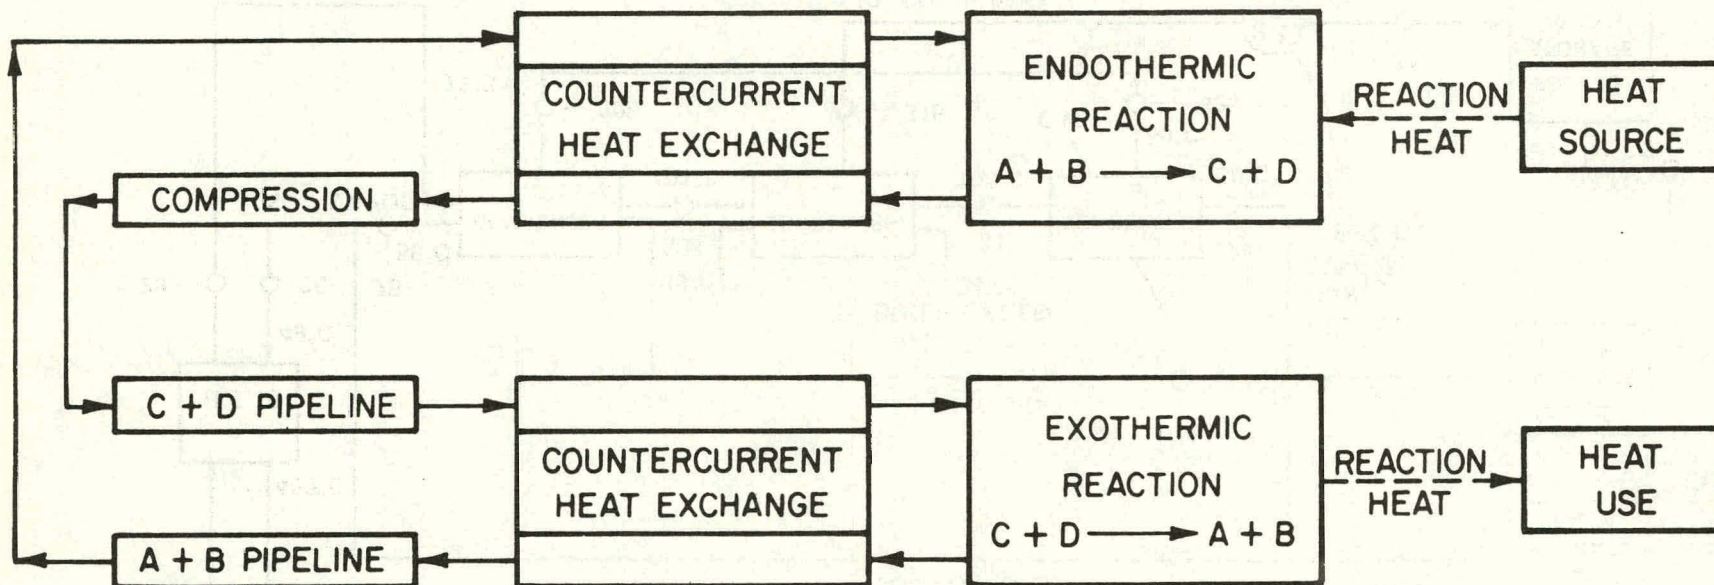 COUNTERCURRENT
HEAT EXCHANGE
ENDOTHERMIC
REACTION
A + B ⟶ C + D
REACTION
HEAT
HEAT
SOURCE
COMPRESSION
C + D PIPELINE
COUNTERCURRENT
HEAT EXCHANGE
EXOTHERMIC
REACTION
C + D ⟶ A + B
REACTION
HEAT
HEAT
USE
A + B PIPELINE